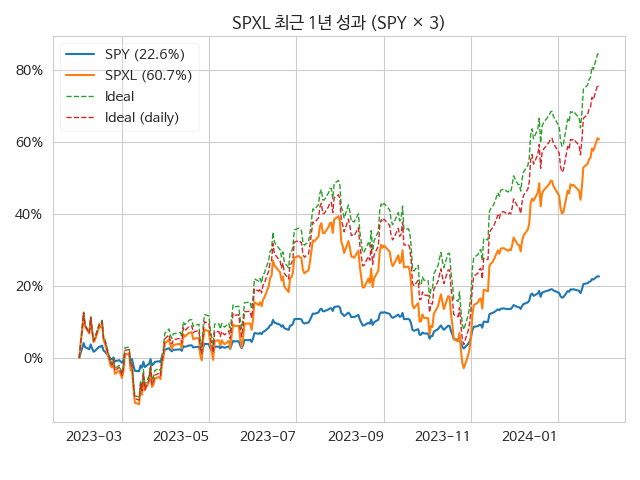 SPXL 최근 1년 성과 (SPY × 3)
SPY (22.6%)
SPXL (60.7%)
Ideal
Ideal (daily)
80%
60%
40%
20%
0%
2023−03
2023−05
2023−07
2023−09
2023−11
2024−01